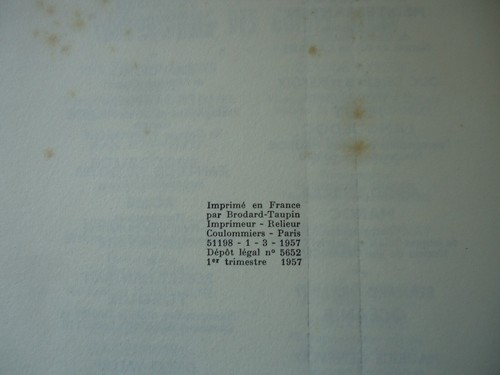 Imprimé en France
par Brodard-Taupin
Imprimeur - Relieur
Coulommiers - Paris
51198 - 1 - 3 - 1957
Dépôt légal n° 5652
1er trimestre 1957